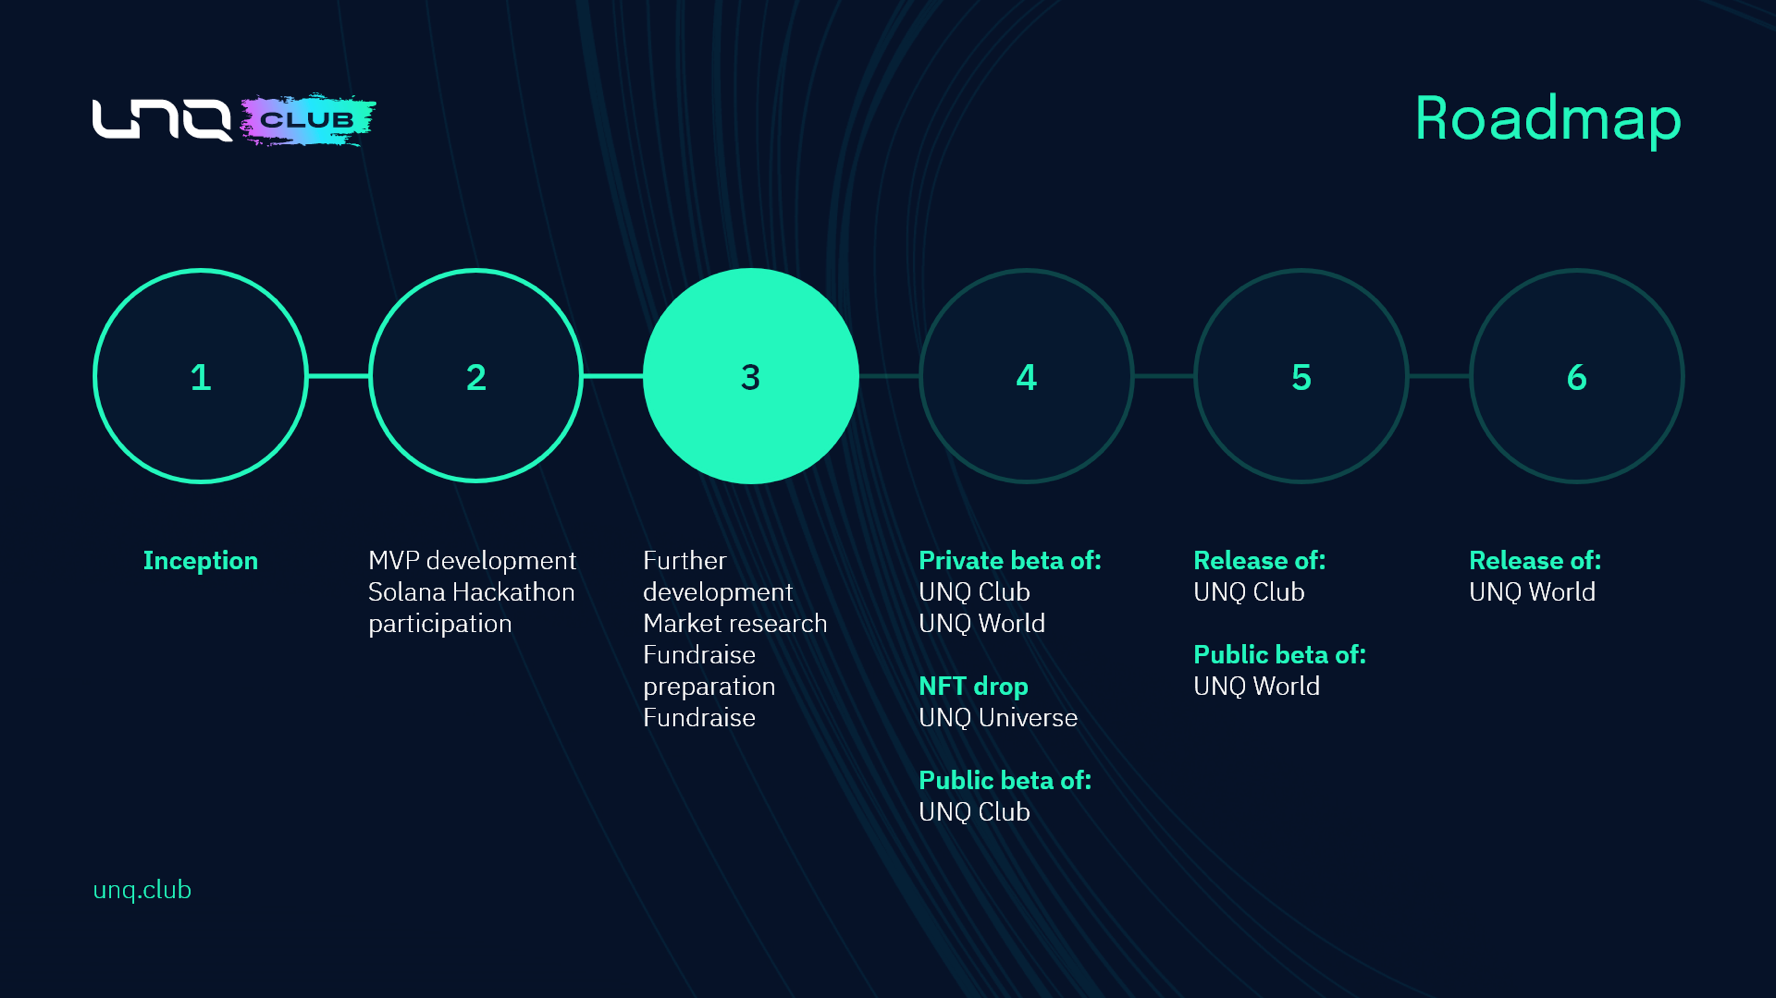 UNQ CLUB
Roadmap
1
2
3
4
5
6
Inception
MVP development
Solana Hackathon
participation
Further
development
Market research
Fundraise
preparation
Fundraise
Private beta of:
UNQ Club
UNQ World
NFT drop
UNQ Universe
Public beta of:
UNQ Club
Release of:
UNQ Club
Public beta of:
UNQ World
Release of:
UNQ World
unq.club